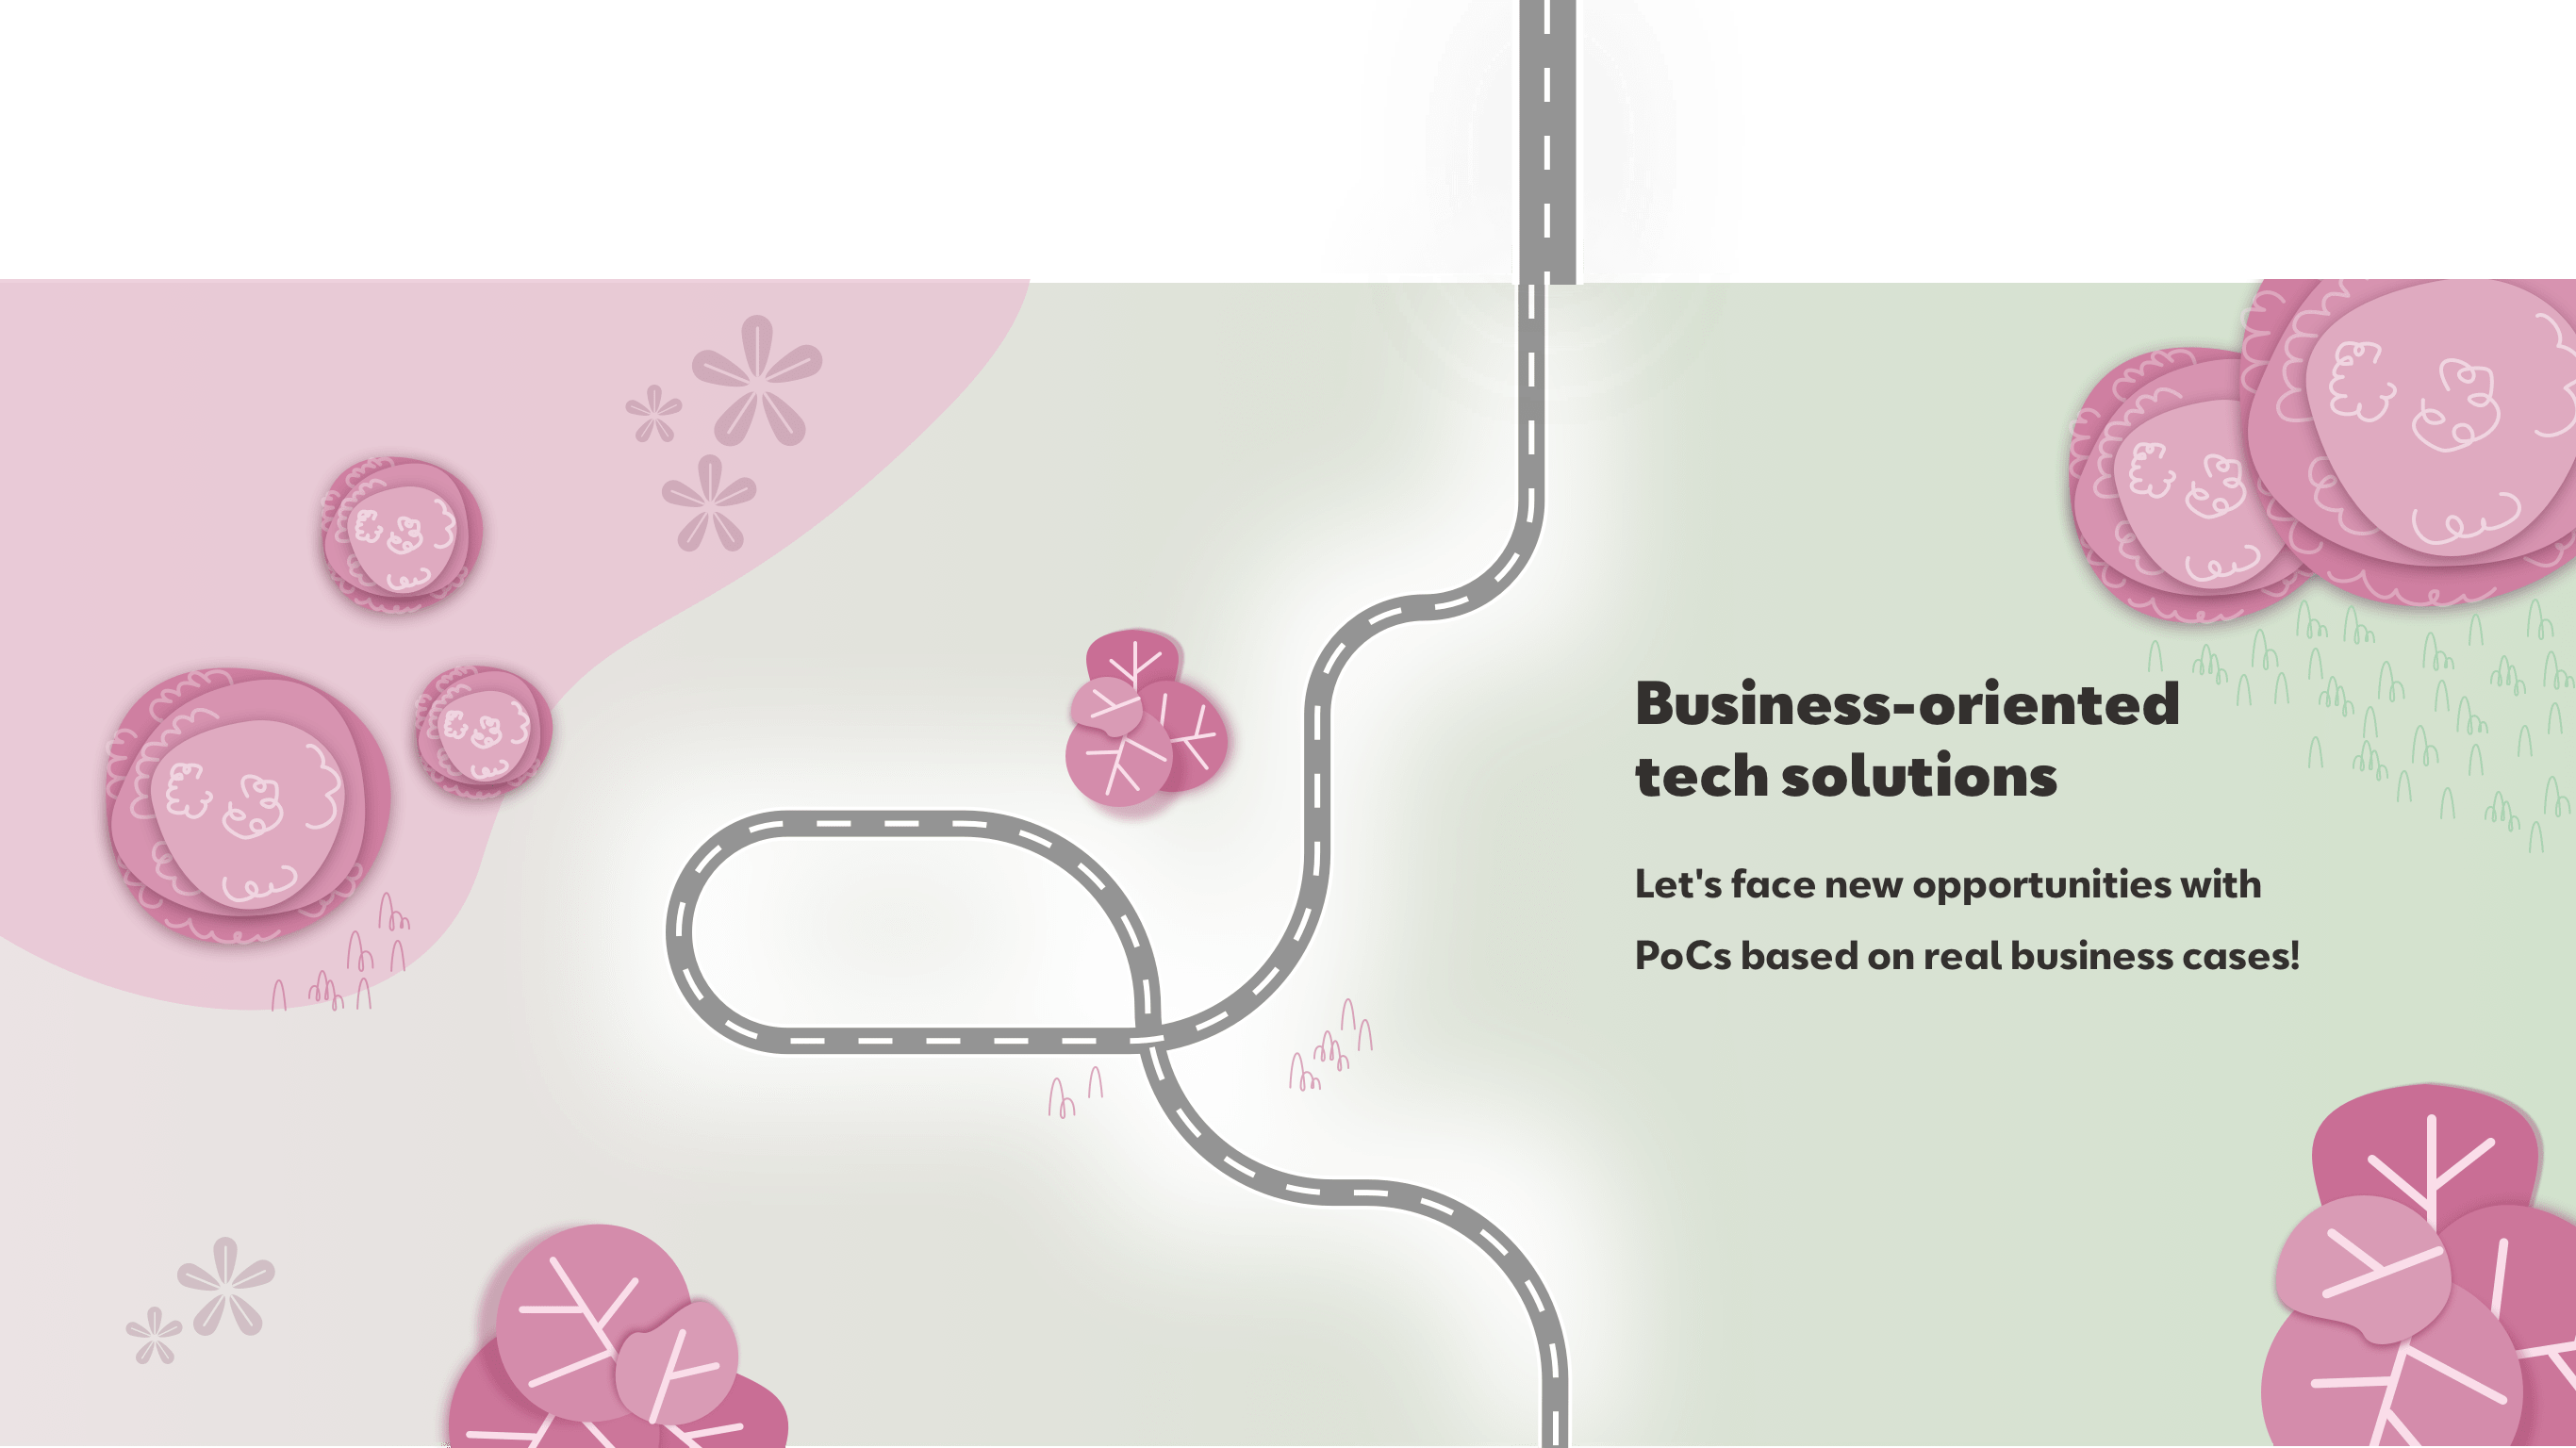 Business-oriented
tech solutions
Let's face new opportunities with
PoCs based on real business cases!